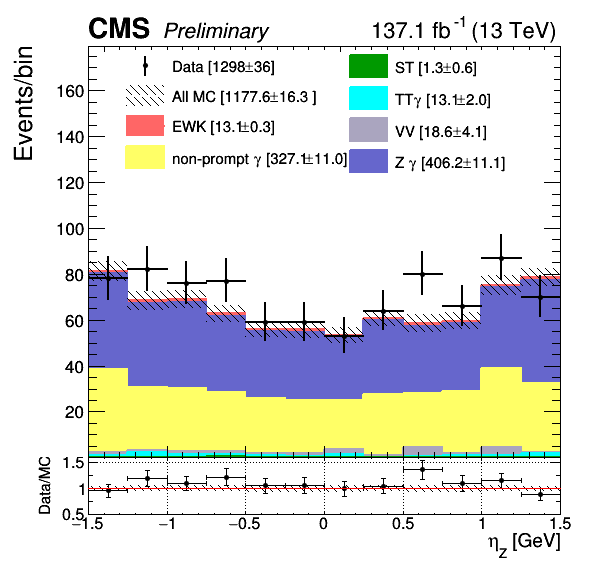 CMS Preliminary 137.1 fb⁻¹ (13 TeV)
Events/bin
Data [1298±36]
All MC [1177.6±16.3 ]
EWK [13.1±0.3]
non-prompt γ [327.1±11.0]
ST [1.3±0.6]
TTγ [13.1±2.0]
VV [18.6±4.1]
Z γ [406.2±11.1]
160
140
120
100
80
60
40
20
Data/MC
1.5
1
0.5
−1.5 −1 −0.5 0 0.5 1 1.5
η_Z [GeV]